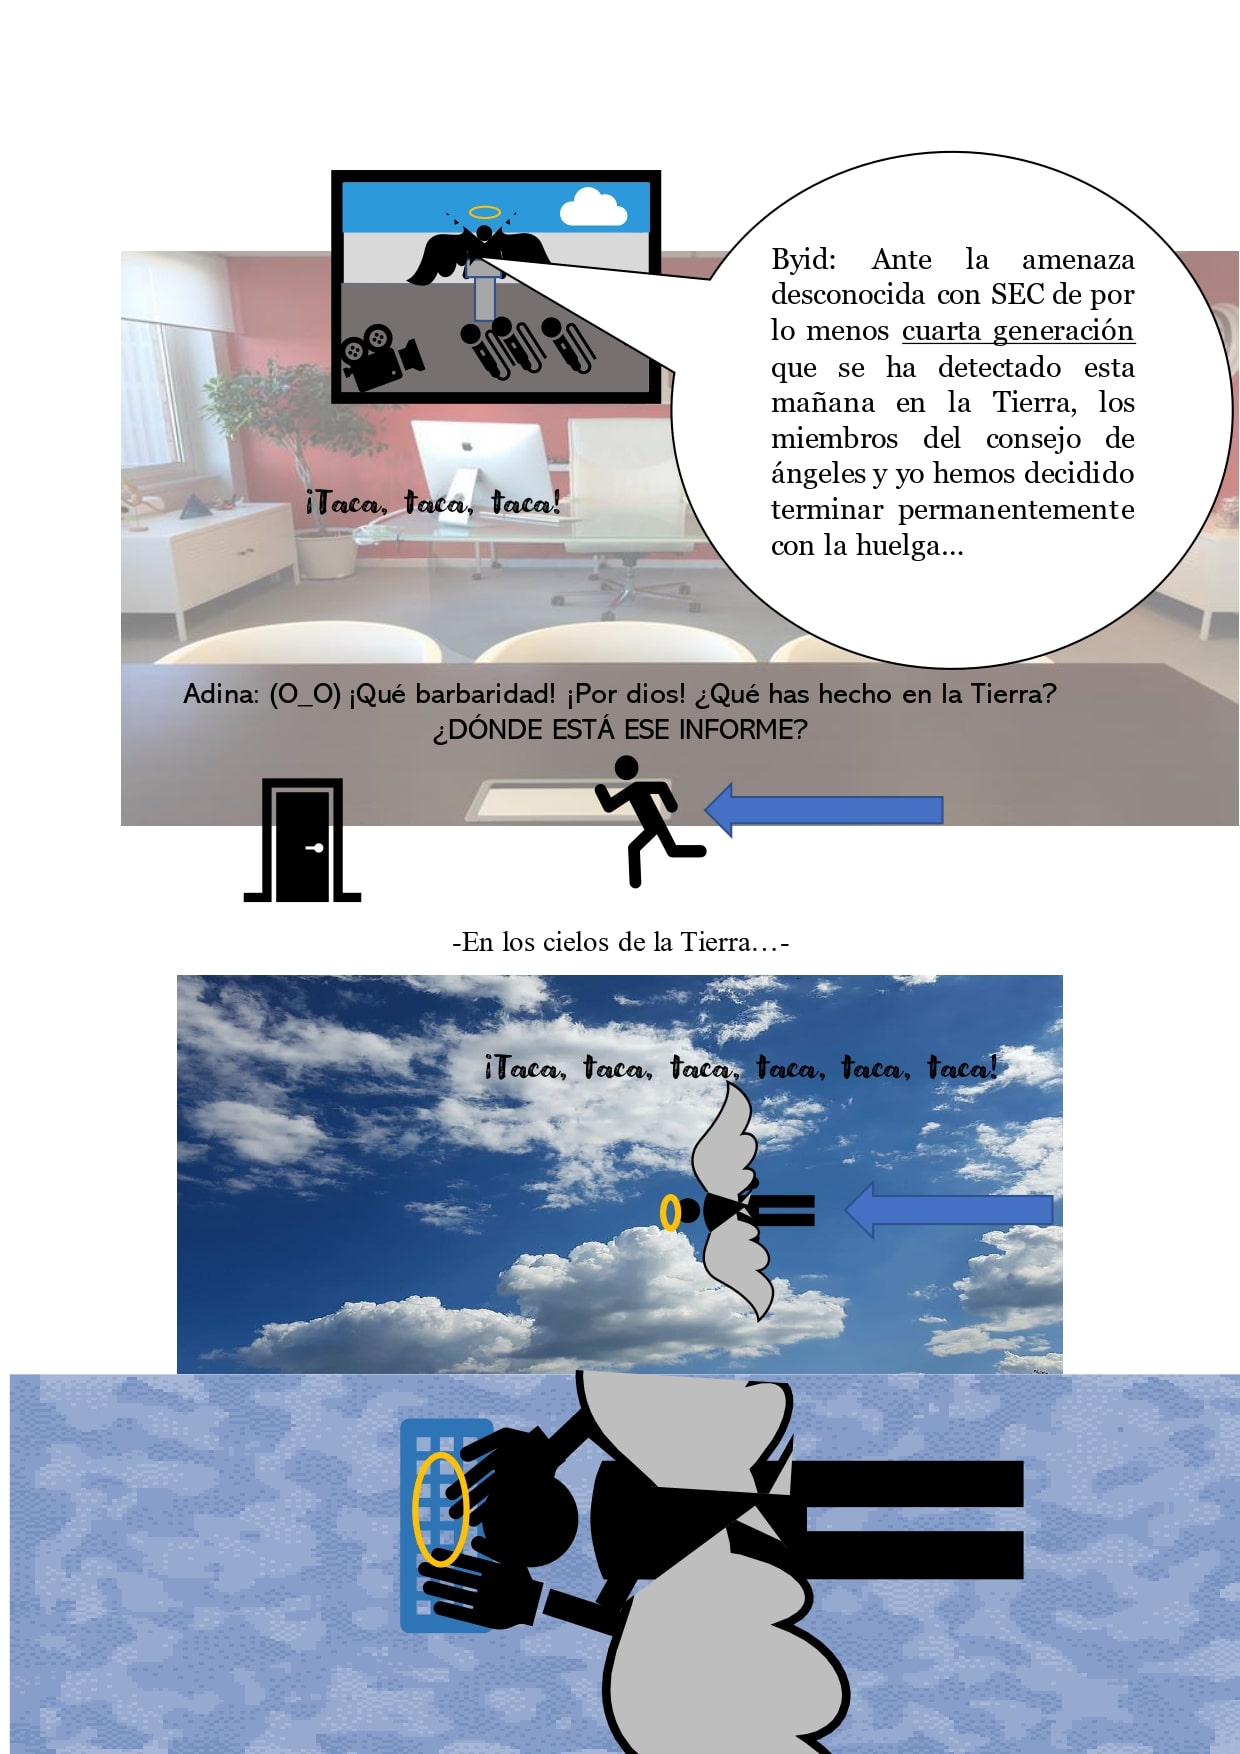 Byid: Ante la amenaza
desconocida con SEC de por
lo menos cuarta generación
que se ha detectado esta
mañana en la Tierra, los
miembros del consejo de
ángeles y yo hemos decidido
terminar permanentemente
con la huelga...
¡Taca, taca, taca!
Adina: (O_O) ¡Qué barbaridad! ¡Por dios! ¿Qué has hecho en la Tierra?
¿DÓNDE ESTÁ ESE INFORME?
-En los cielos de la Tierra...-
¡Taca, taca, taca, taca, taca, taca!